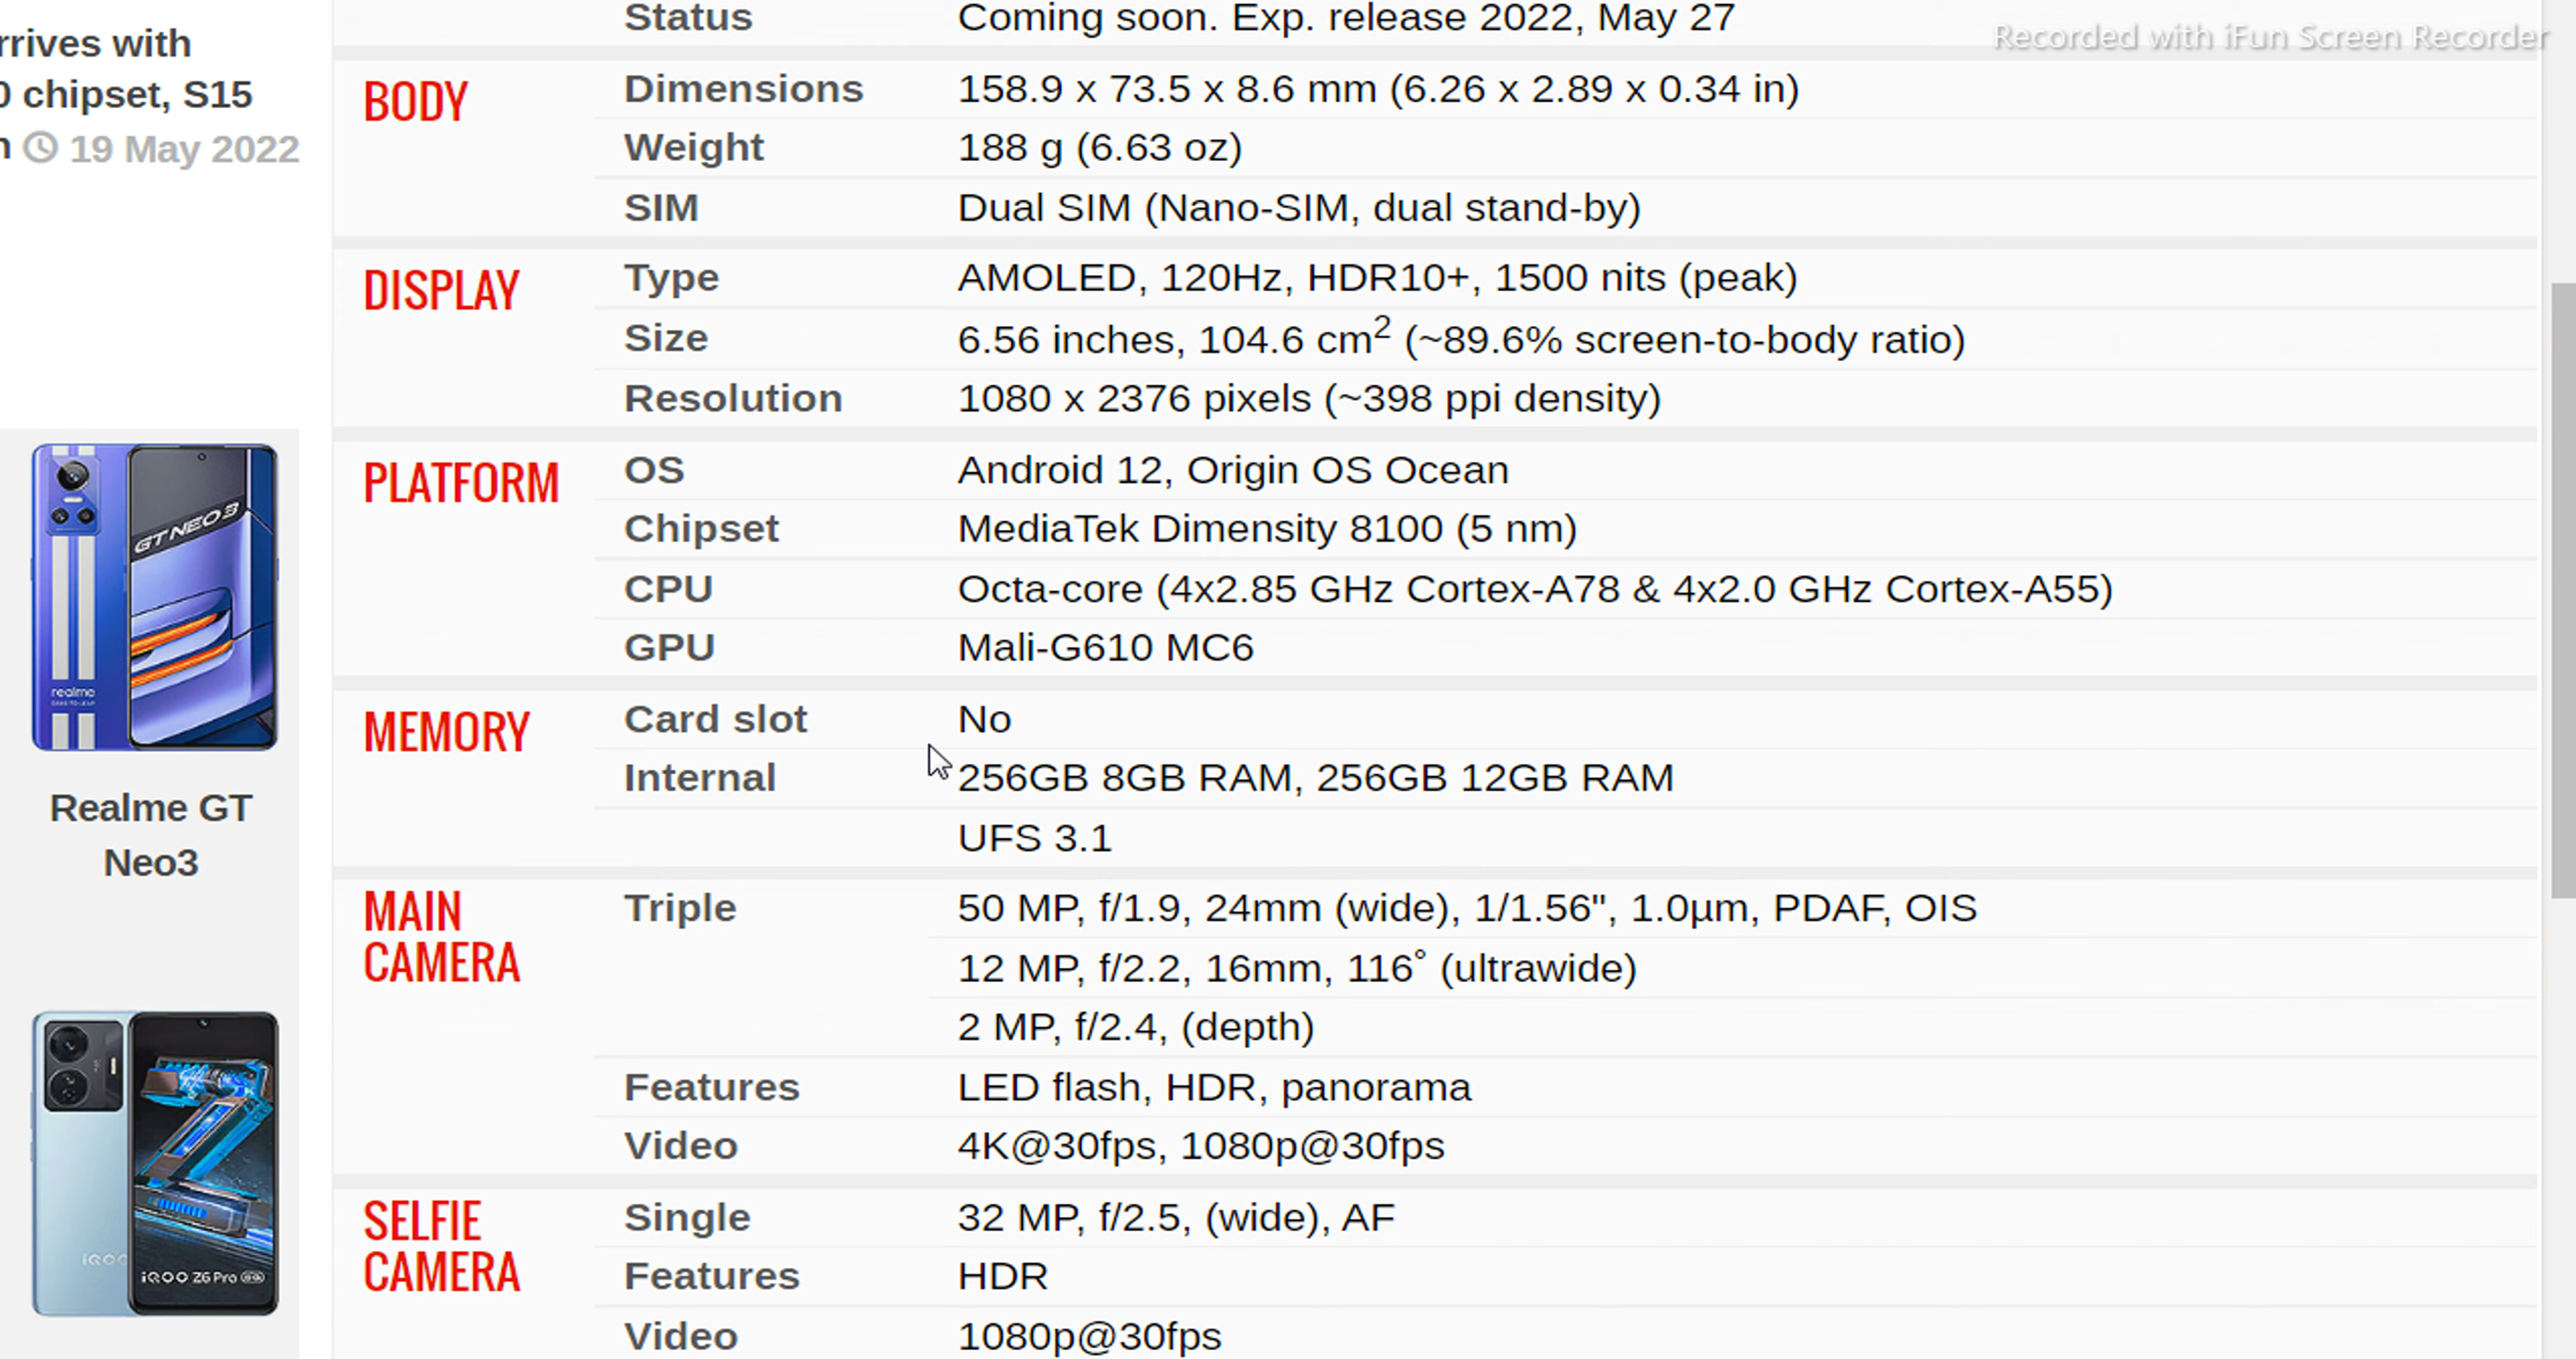 Status Coming soon. Exp. release 2022, May 27
Recorded with iFun Screen Recorder
rrives with
0 chipset, S15
n 19 May 2022
BODY Dimensions 158.9 x 73.5 x 8.6 mm (6.26 x 2.89 x 0.34 in)
Weight 188 g (6.63 oz)
SIM Dual SIM (Nano-SIM, dual stand-by)
DISPLAY Type AMOLED, 120Hz, HDR10+, 1500 nits (peak)
Size 6.56 inches, 104.6 cm² (~89.6% screen-to-body ratio)
Resolution 1080 x 2376 pixels (~398 ppi density)
PLATFORM OS Android 12, Origin OS Ocean
Chipset MediaTek Dimensity 8100 (5 nm)
CPU Octa-core (4x2.85 GHz Cortex-A78 & 4x2.0 GHz Cortex-A55)
GPU Mali-G610 MC6
MEMORY Card slot No
Internal 256GB 8GB RAM, 256GB 12GB RAM
UFS 3.1
MAIN CAMERA Triple 50 MP, f/1.9, 24mm (wide), 1/1.56", 1.0µm, PDAF, OIS
12 MP, f/2.2, 16mm, 116˚ (ultrawide)
2 MP, f/2.4, (depth)
Features LED flash, HDR, panorama
Video 4K@30fps, 1080p@30fps
SELFIE CAMERA Single 32 MP, f/2.5, (wide), AF
Features HDR
Video 1080p@30fps
GT NEO 3
realme
Realme GT
Neo3
iQOO
iQOO Z6 Pro